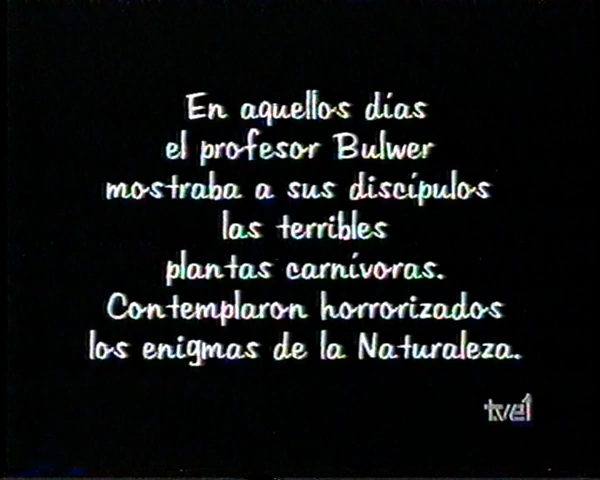 En aquellos días
el profesor Bulwer
mostraba a sus discípulos
las terribles
plantas carnívoras.
Contemplaron horrorizados
los enigmas de la Naturaleza.
tve1